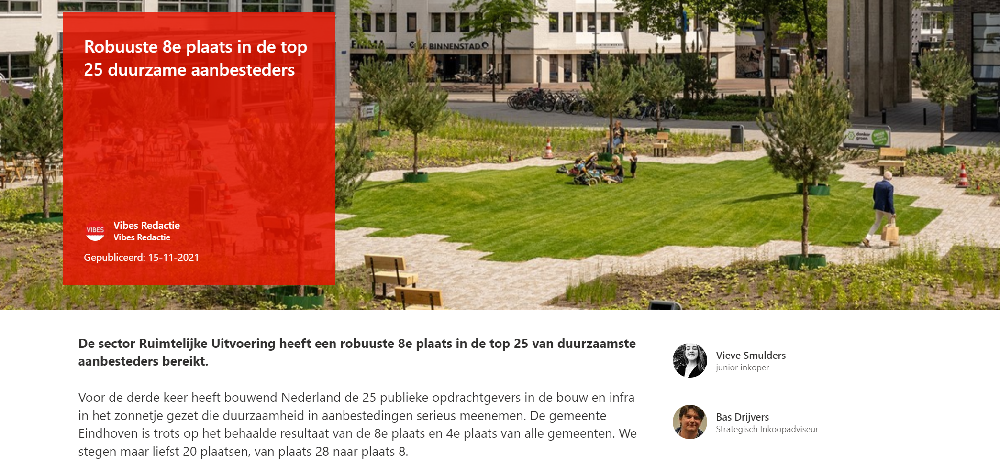 Robuuste 8e plaats in de top
25 duurzame aanbesteders
DE BINNENSTAD
donker
groen
VIBES
Vibes Redactie
Vibes Redactie
Gepubliceerd: 15-11-2021
De sector Ruimtelijke Uitvoering heeft een robuuste 8e plaats in de top 25 van duurzaamste
aanbesteders bereikt.
Voor de derde keer heeft bouwend Nederland de 25 publieke opdrachtgevers in de bouw en infra
in het zonnetje gezet die duurzaamheid in aanbestedingen serieus meenemen. De gemeente
Eindhoven is trots op het behaalde resultaat van de 8e plaats en 4e plaats van alle gemeenten. We
stegen maar liefst 20 plaatsen, van plaats 28 naar plaats 8.
Vieve Smulders
junior inkoper
Bas Drijvers
Strategisch Inkoopadviseur